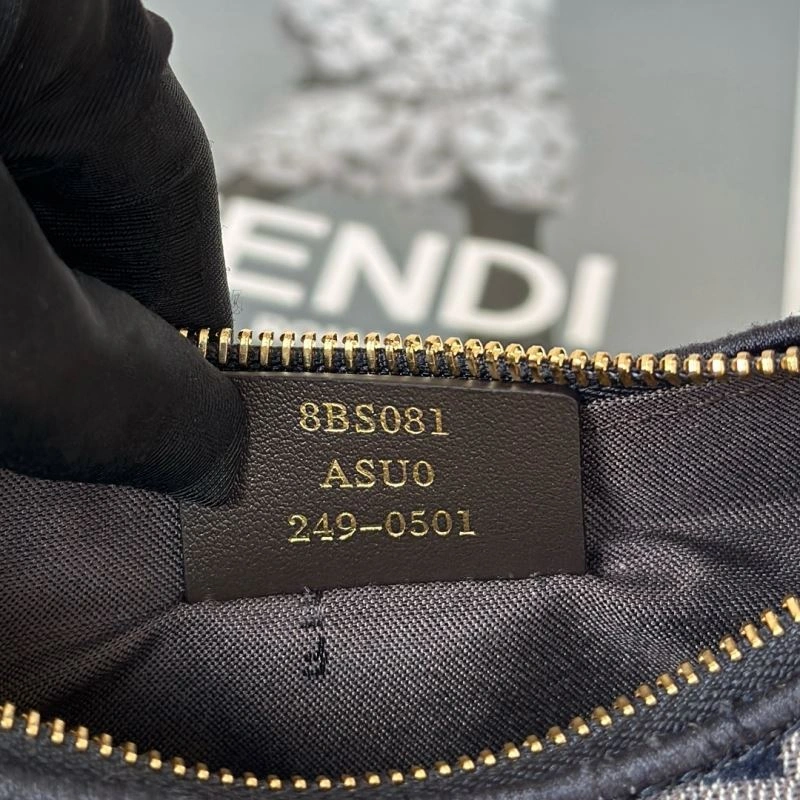 ENDI
8BS081
ASU0
249-0501